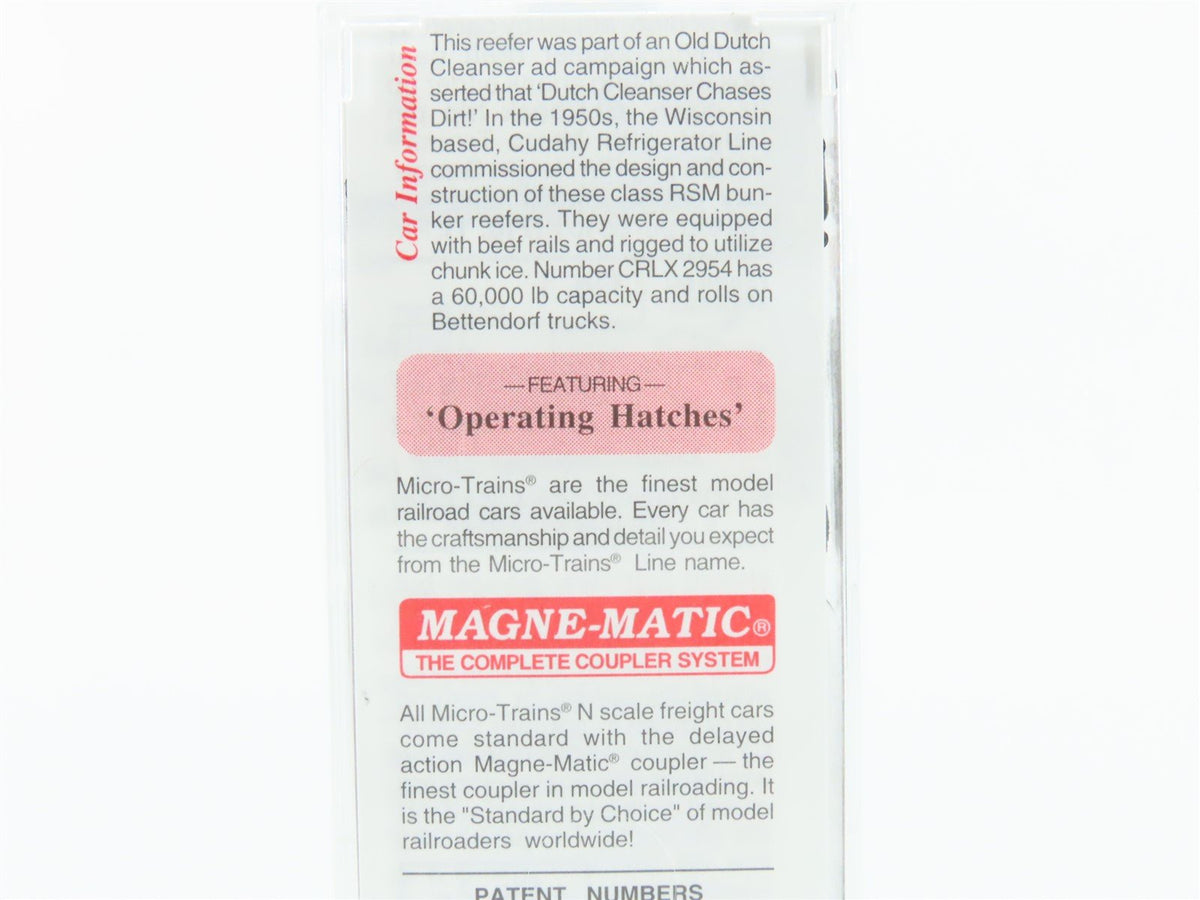 Car Information
This reefer was part of an Old Dutch
Cleanser ad campaign which as-
serted that 'Dutch Cleanser Chases
Dirt!' In the 1950s, the Wisconsin
based, Cudahy Refrigerator Line
commissioned the design and con-
struction of these class RSM bun-
ker reefers. They were equipped
with beef rails and rigged to utilize
chunk ice. Number CRLX 2954 has
a 60,000 lb capacity and rolls on
Bettendorf trucks.
—FEATURING—
'Operating Hatches'
Micro-Trains® are the finest model
railroad cars available. Every car has
the craftsmanship and detail you expect
from the Micro-Trains® Line name.
MAGNE-MATIC®
THE COMPLETE COUPLER SYSTEM
All Micro-Trains® N scale freight cars
come standard with the delayed
action Magne-Matic® coupler — the
finest coupler in model railroading. It
is the "Standard by Choice" of model
railroaders worldwide!
PATENT NUMBERS